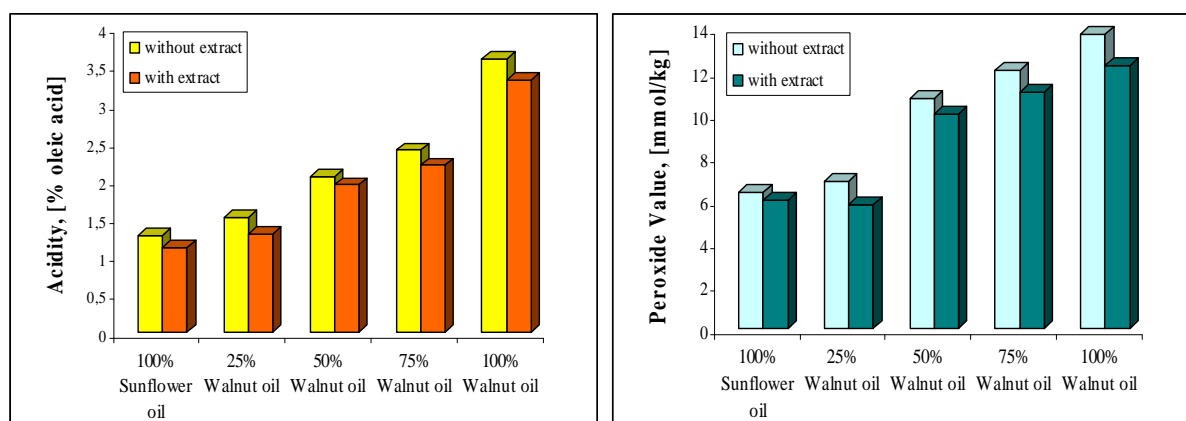 Acidity, [% oleic acid]
4
3,5
3
2,5
2
1,5
1
0,5
0
without extract
with extract
100%
Sunflower
oil
25%
Walnut oil
50%
Walnut oil
75%
Walnut oil
100%
Walnut oil
Peroxide Value, [mmol/kg]
14
12
10
8
6
4
2
0
without extract
with extract
100%
Sunflower
oil
25%
Walnut oil
50%
Walnut oil
75%
Walnut oil
100%
Walnut oil